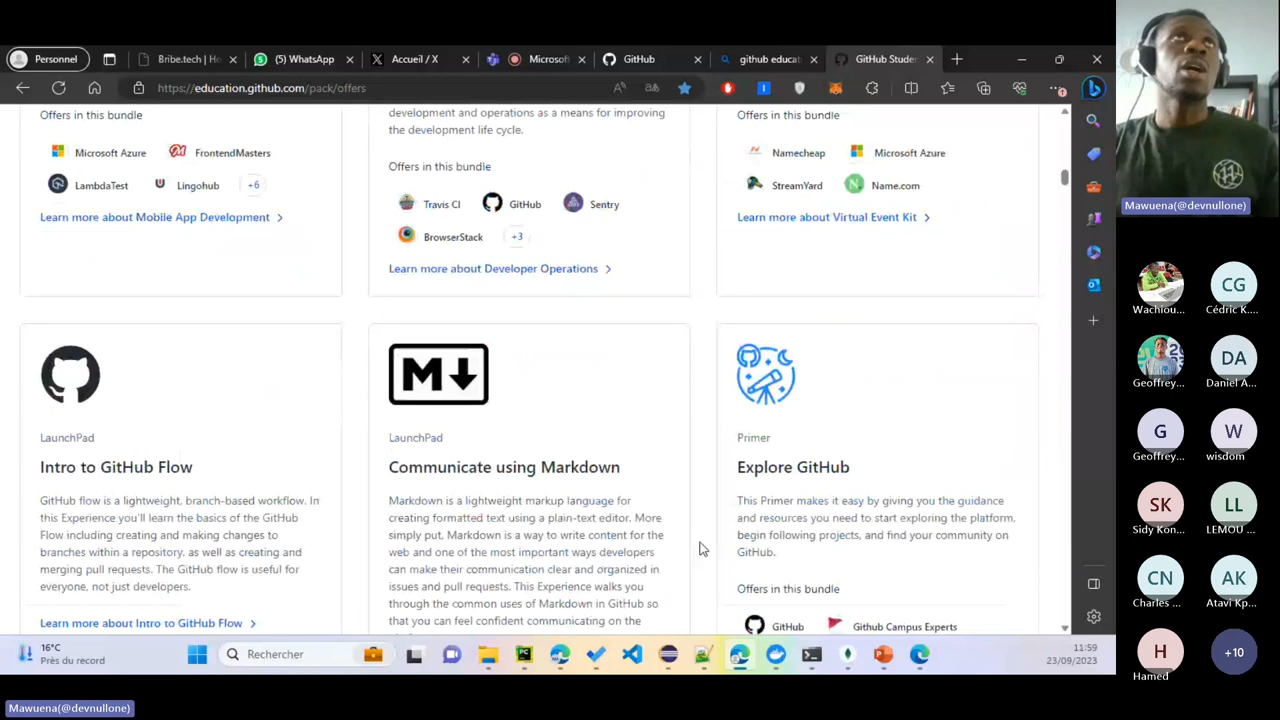 Personnel
Bribe.tech | Ho
(5) WhatsApp
Accueil / X
Microsof
GitHub
github educat
GitHub Stude
https://education.github.com/pack/offers
Offers in this bundle
Microsoft Azure
FrontendMasters
LambdaTest
Lingohub
+6
Learn more about Mobile App Development >
development and operations as a means for improving
the development life cycle.
Offers in this bundle
Travis CI
GitHub
Sentry
BrowserStack
+3
Learn more about Developer Operations >
Offers in this bundle
Namecheap
Microsoft Azure
StreamYard
Name.com
Learn more about Virtual Event Kit >
LaunchPad
Intro to GitHub Flow
GitHub flow is a lightweight, branch-based workflow. In
this Experience you'll learn the basics of the GitHub
Flow including creating and making changes to
branches within a repository, as well as creating and
merging pull requests. The GitHub flow is useful for
everyone, not just developers.
Learn more about Intro to GitHub Flow >
M
LaunchPad
Communicate using Markdown
Markdown is a lightweight markup language for
creating formatted text using a plain-text editor. More
simply put, Markdown is a way to write content for the
web and one of the most important ways developers
can make their communication clear and organized in
issues and pull requests. This Experience walks you
through the common uses of Markdown in GitHub so
that you can feel confident communicating on the
Primer
Explore GitHub
This Primer makes it easy by giving you the guidance
and resources you need to start exploring the platform,
begin following projects, and find your community on
GitHub.
Offers in this bundle
GitHub
Github Campus Experts
16°C
Près du record
Rechercher
11:59
23/09/2023
Mawuena(@devnullone)
Wachiou...
CG
Cédric K....
Geoffrey...
DA
Daniel A...
G
Geoffrey...
W
wisdom
SK
Sidy Kon...
LL
LEMOU ...
CN
Charles ...
AK
Atavi Kp...
H
Hamed
+10
Mawuena(@devnullone)